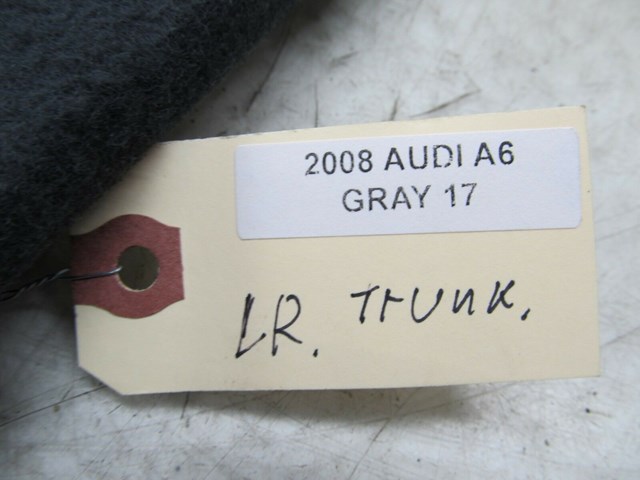 2008 AUDI A6
GRAY 17
LR. Trunk.